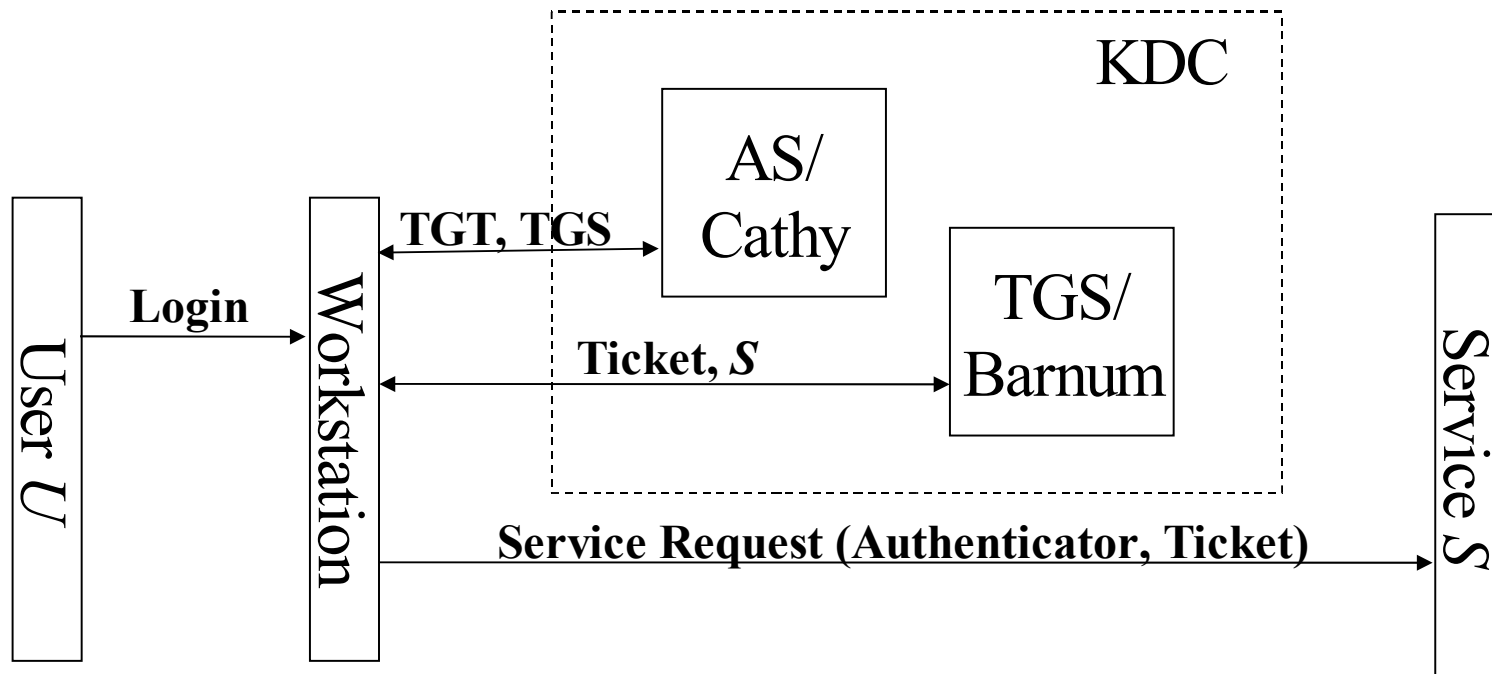 KDC
AS/
Cathy
TGT, TGS
TGS/
Barnum
Login
Ticket, S
User U
Workstation
Service S
Service Request (Authenticator, Ticket)